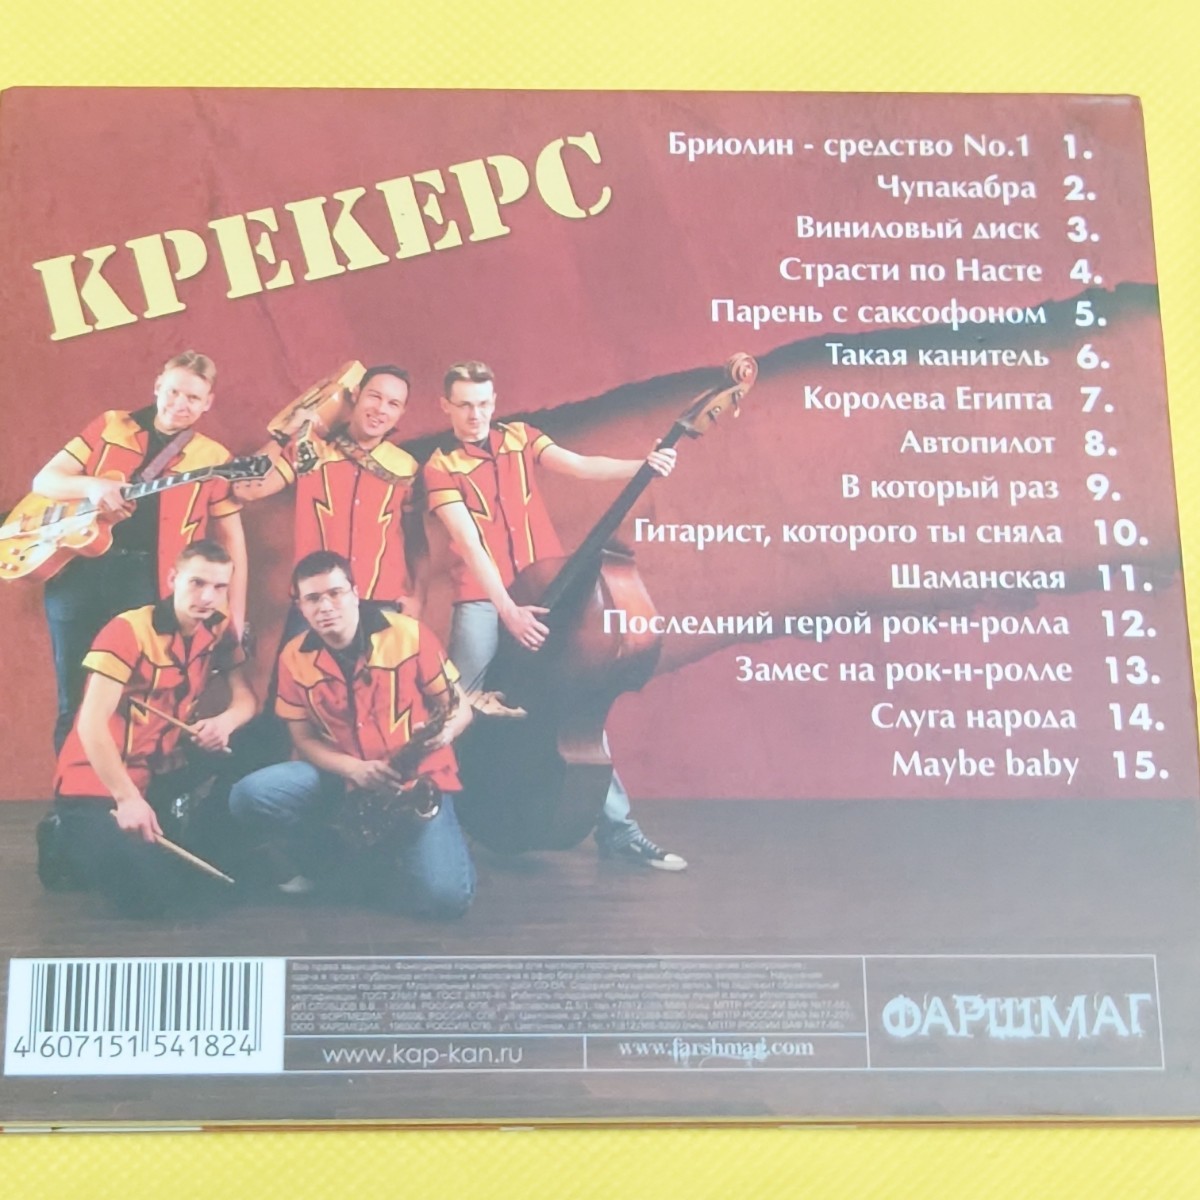 КРЕКЕРС
Бриолин - средство No.1 1.
Чупакабра 2.
Виниловый диск 3.
Страсти по Насте 4.
Парень с саксофоном 5.
Такая канитель 6.
Королева Египта 7.
Автопилот 8.
В который раз 9.
Гитарист, которого ты сняла 10.
Шаманская 11.
Последний герой рок-н-ролла 12.
Замес на рок-н-ролле 13.
Слуга народа 14.
Maybe baby 15.
4 607151 541824
www.kap-kan.ru
www.farshmag.com
ФАРШМАГ